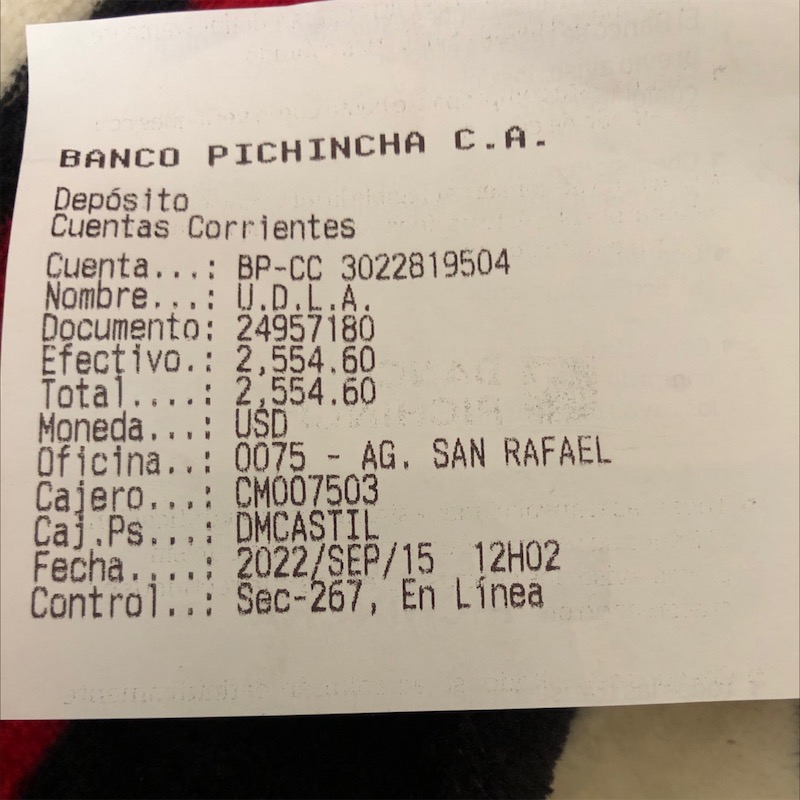 BANCO PICHINCHA C.A.
Depósito
Cuentas Corrientes
Cuenta...: BP-CC 3022819504
Nombre...: U.D.L.A.
Documento: 24957180
Efectivo.: 2,554.60
Total....: 2,554.60
Moneda...: USD
Oficina..: 0075 - AG. SAN RAFAEL
Cajero...: CM007503
Caj.Ps...: DMCASTIL
Fecha....: 2022/SEP/15 12H02
Control..: Sec-267, En Línea